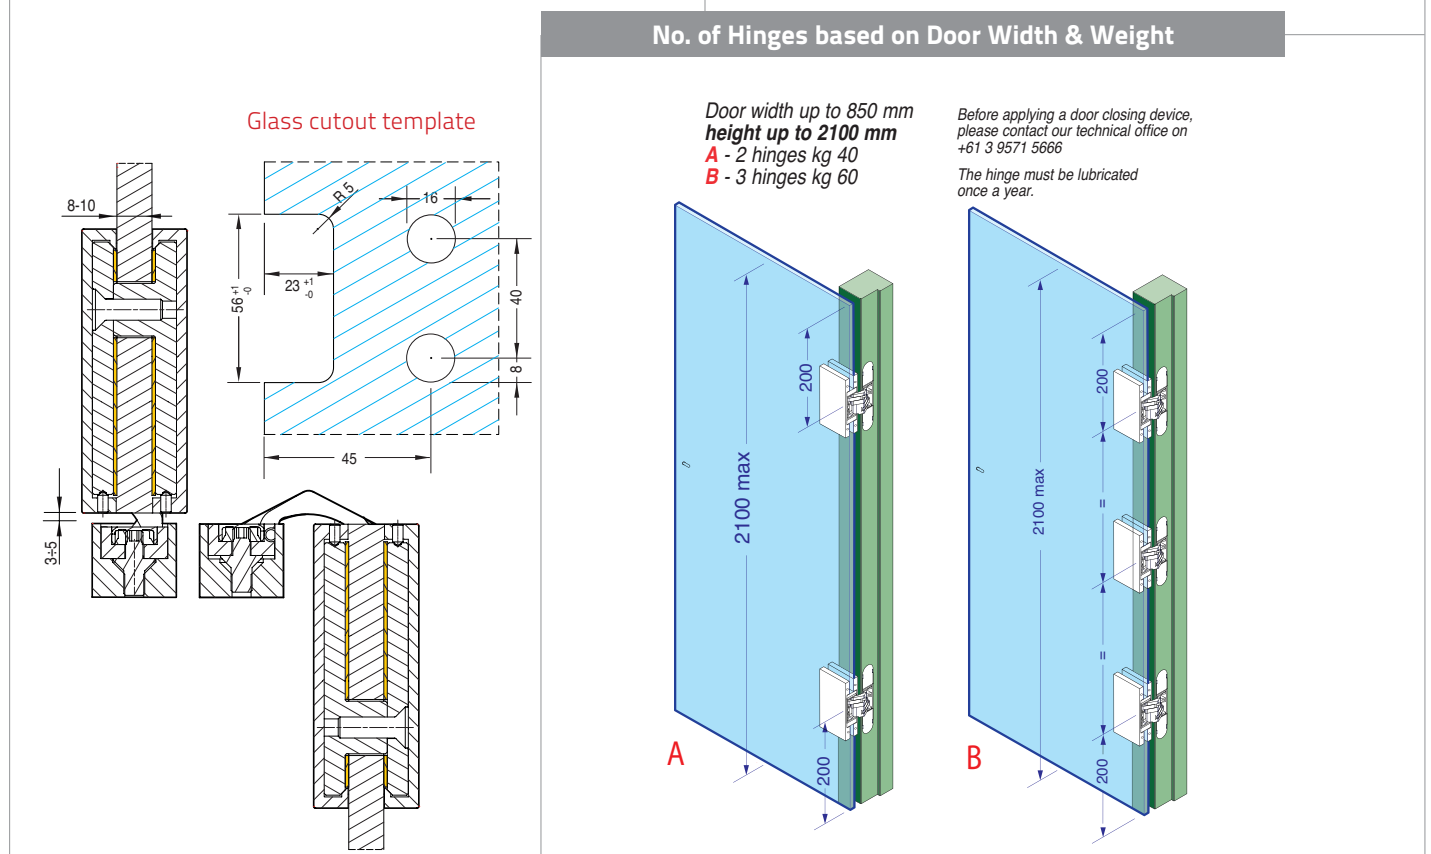 No. of Hinges based on Door Width & Weight
Glass cutout template
8-10
R 5
16
56 +1 -0
23 +1 -0
40
8
45
3÷5
Door width up to 850 mm
height up to 2100 mm
A - 2 hinges kg 40
B - 3 hinges kg 60
Before applying a door closing device,
please contact our technical office on
+61 3 9571 5666
The hinge must be lubricated
once a year.
200
2100 max
200
A
200
=
2100 max
=
200
B